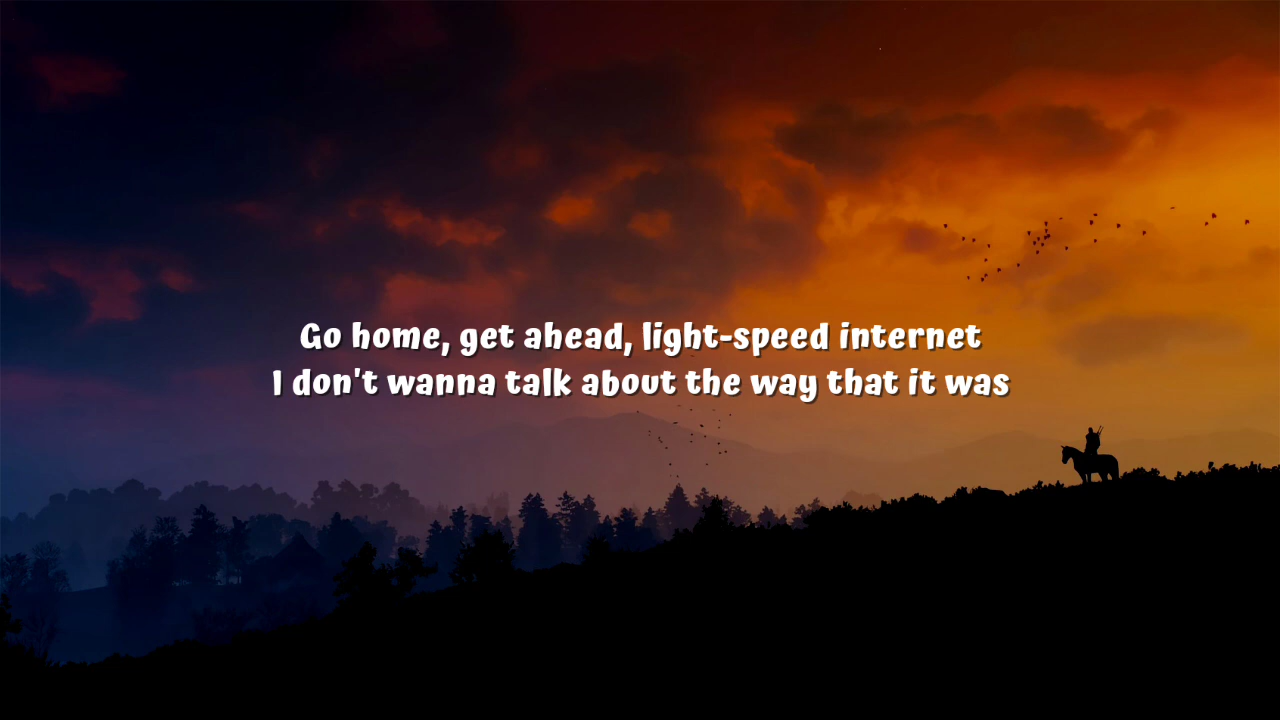 Go home, get ahead, light-speed internet
I don't wanna talk about the way that it was